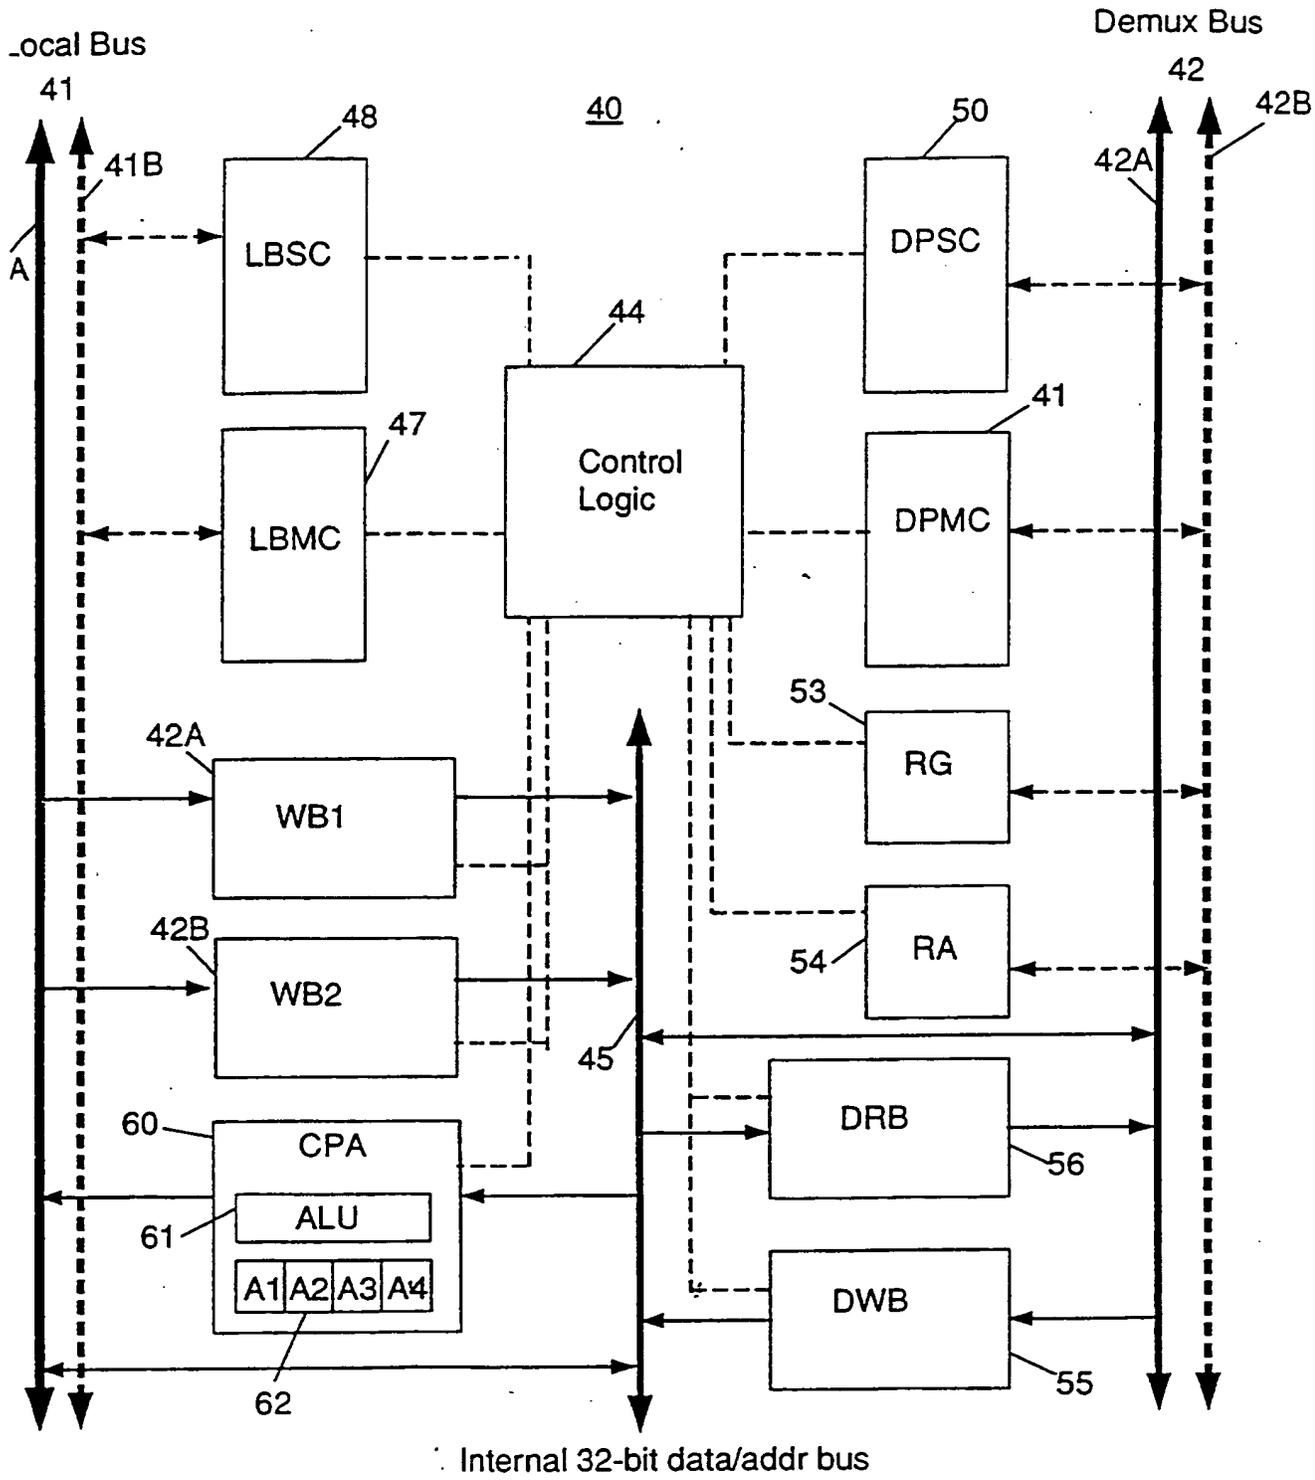 Demux Bus
ocal Bus
41
42
40
48
50
42B
41B
42A
LBSC
DPSC
A
44
41
47
Control
Logic
LBMC
DPMC
53
42A
RG
WB1
42B
54
RA
WB2
45
60
CPA
DRB
56
61
ALU
A1 A2 A3 A4
DWB
62
55
Internal 32-bit data/addr bus